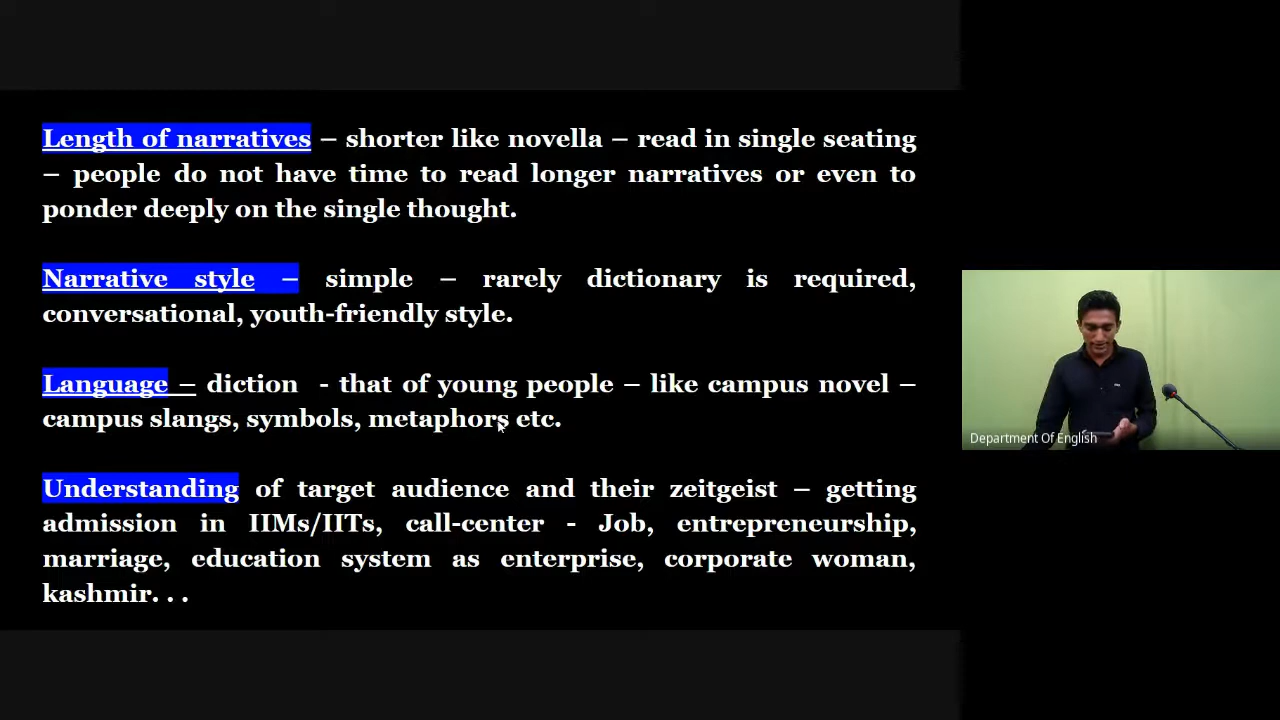 Length of narratives – shorter like novella – read in single seating
– people do not have time to read longer narratives or even to
ponder deeply on the single thought.
Narrative style – simple – rarely dictionary is required,
conversational, youth-friendly style.
Language – diction - that of young people – like campus novel –
campus slangs, symbols, metaphors etc.
Understanding of target audience and their zeitgeist – getting
admission in IIMs/IITs, call-center - Job, entrepreneurship,
marriage, education system as enterprise, corporate woman,
kashmir. . .
Department Of English